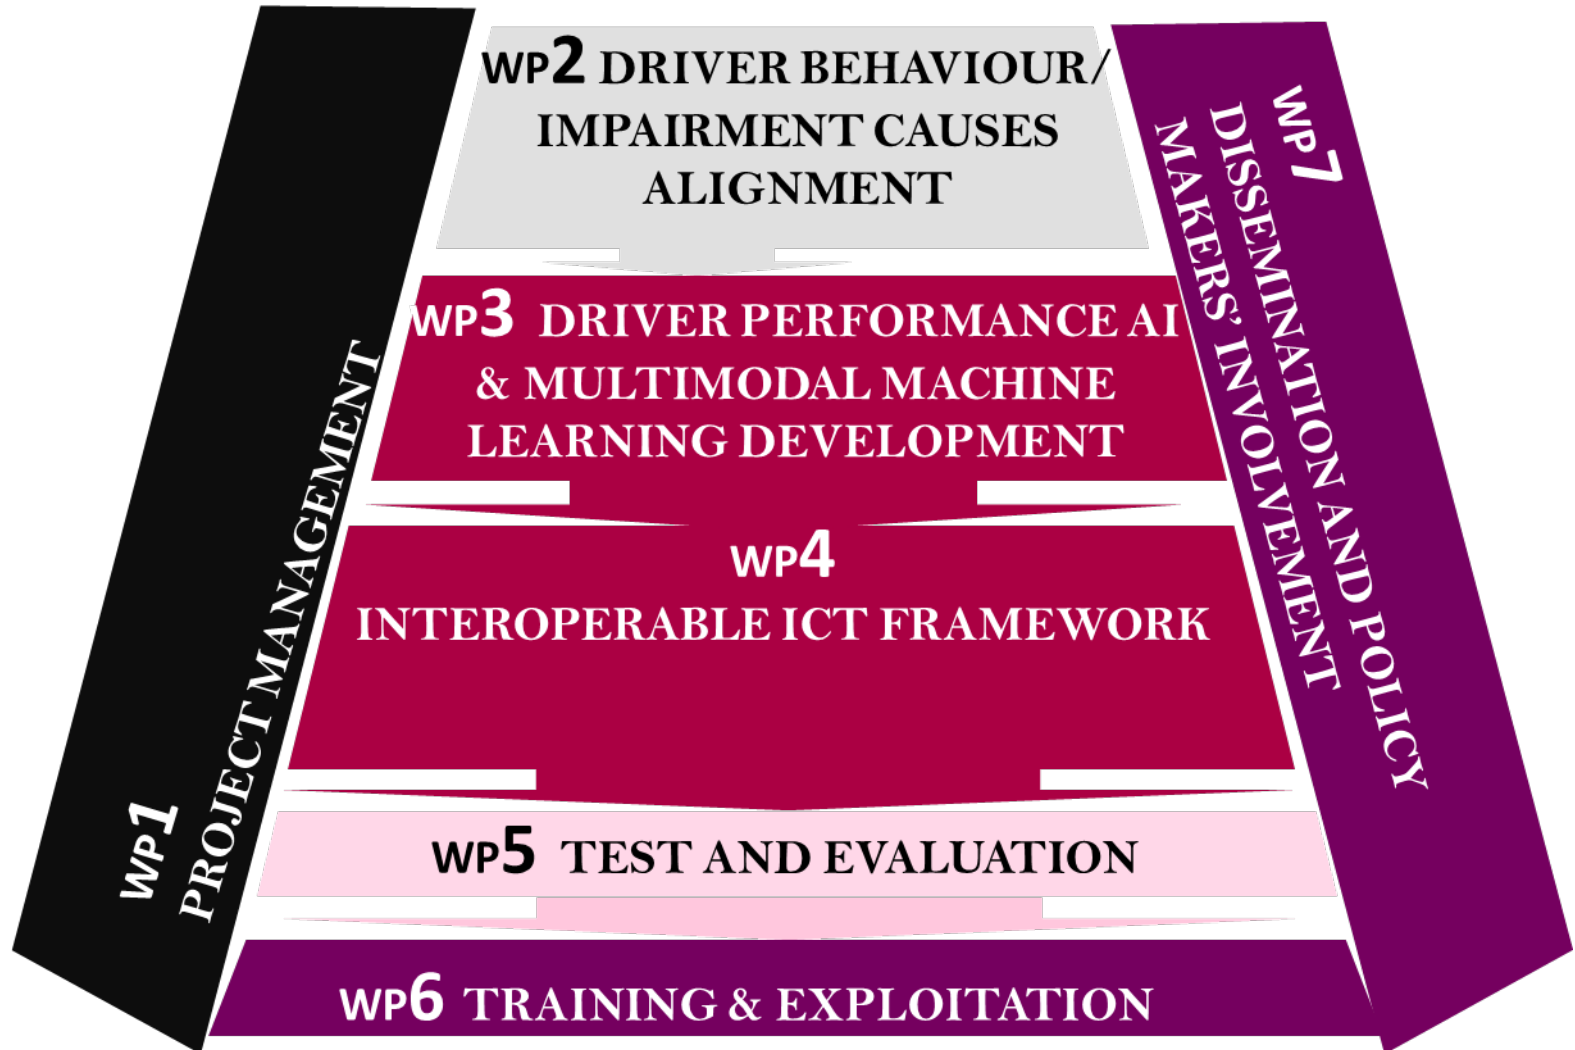 WP1
PROJECT MANAGEMENT
WP2 DRIVER BEHAVIOUR/
IMPAIRMENT CAUSES
ALIGNMENT
WP3 DRIVER PERFORMANCE AI
& MULTIMODAL MACHINE
LEARNING DEVELOPMENT
WP4
INTEROPERABLE ICT FRAMEWORK
WP5 TEST AND EVALUATION
WP6 TRAINING & EXPLOITATION
WP7
DISSEMINATION AND POLICY
MAKERS’ INVOLVEMENT